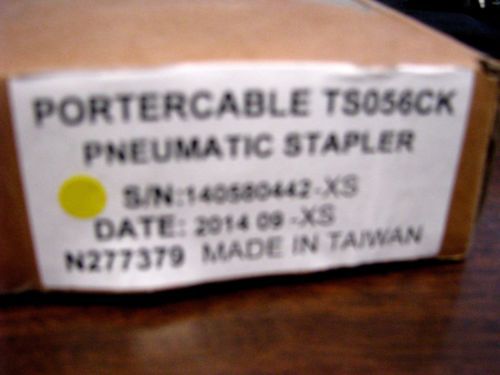 PORTERCABLE TS056CK
PNEUMATIC STAPLER
S/N:140580442-XS
DATE: 2014 09 -XS
N277379 MADE IN TAIWAN